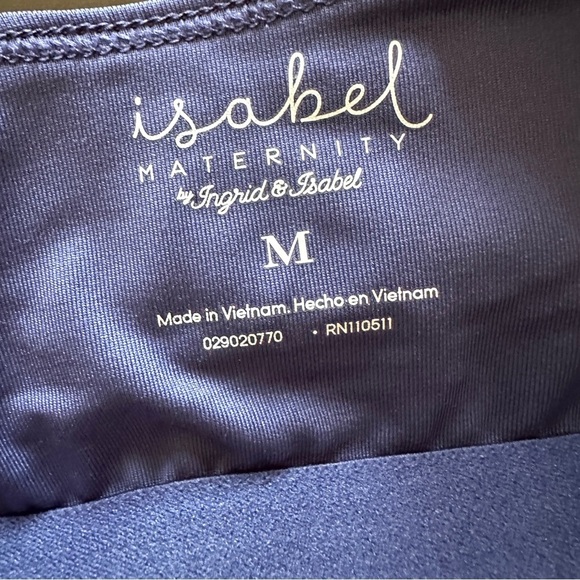 isabel
MATERNITY
by Ingrid & Isabel
M
Made in Vietnam. Hecho en Vietnam
029020770 • RN110511